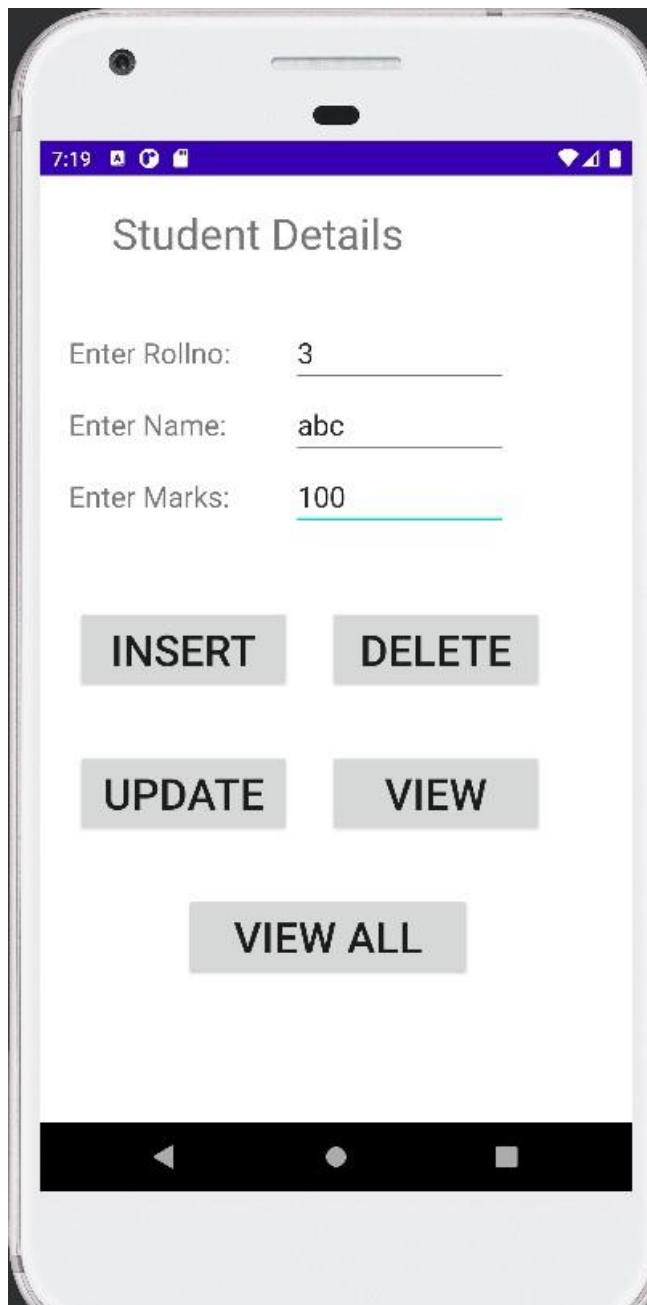 7:19
Student Details
Enter Rollno: 3
Enter Name: abc
Enter Marks: 100
INSERT DELETE
UPDATE VIEW
VIEW ALL